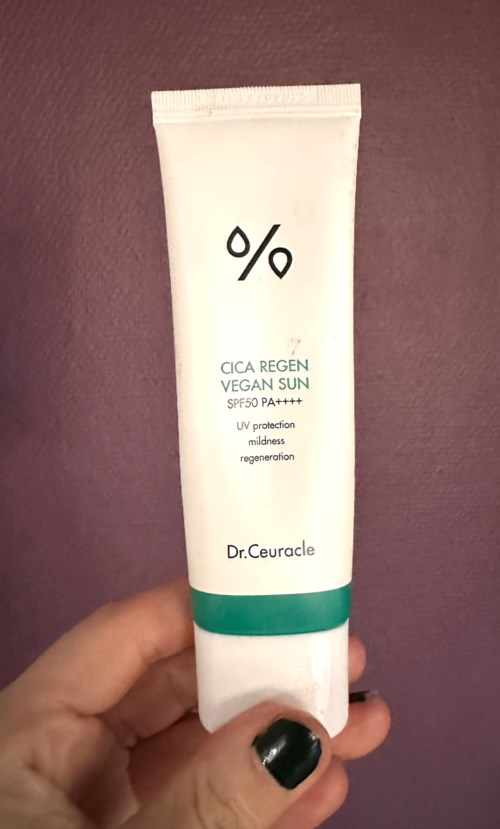 %
CICA REGEN
VEGAN SUN
SPF50 PA++++
UV protection
mildness
regeneration
Dr.Ceuracle